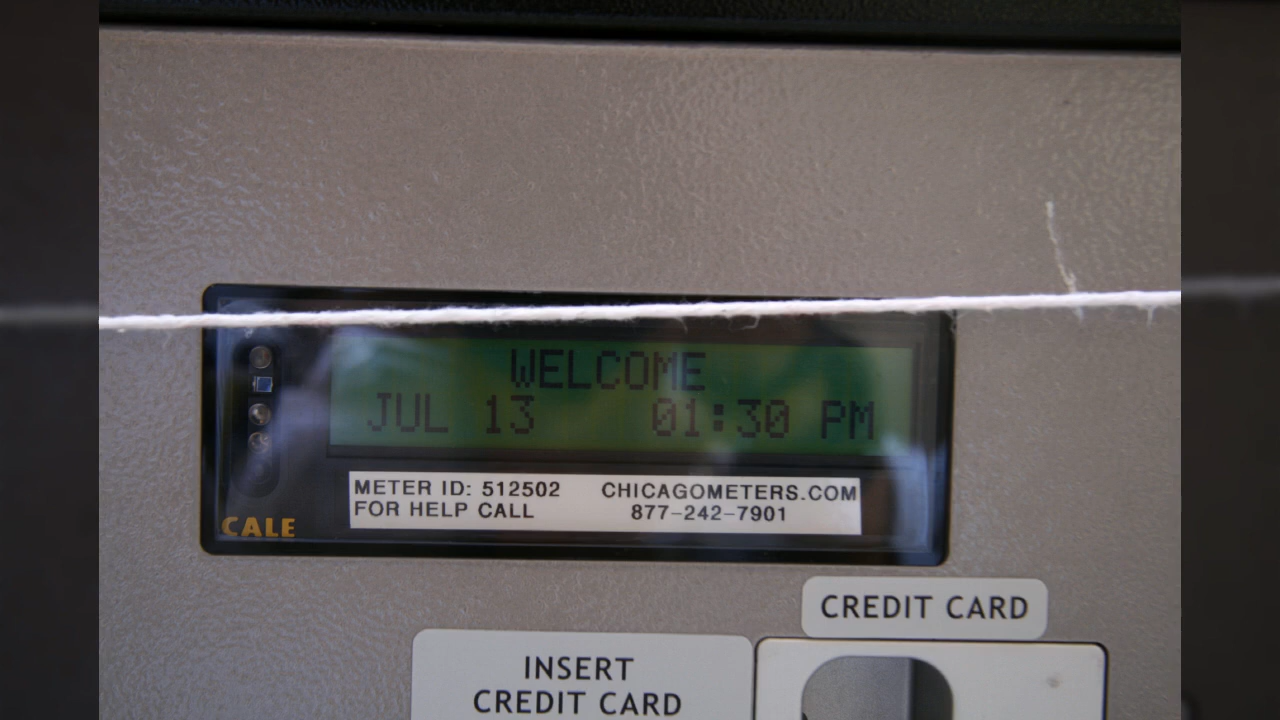 WELCOME
JUL 13 01:30 PM
METER ID: 512502 CHICAGOMETERS.COM
FOR HELP CALL 877-242-7901
CALE
CREDIT CARD
INSERT
CREDIT CARD